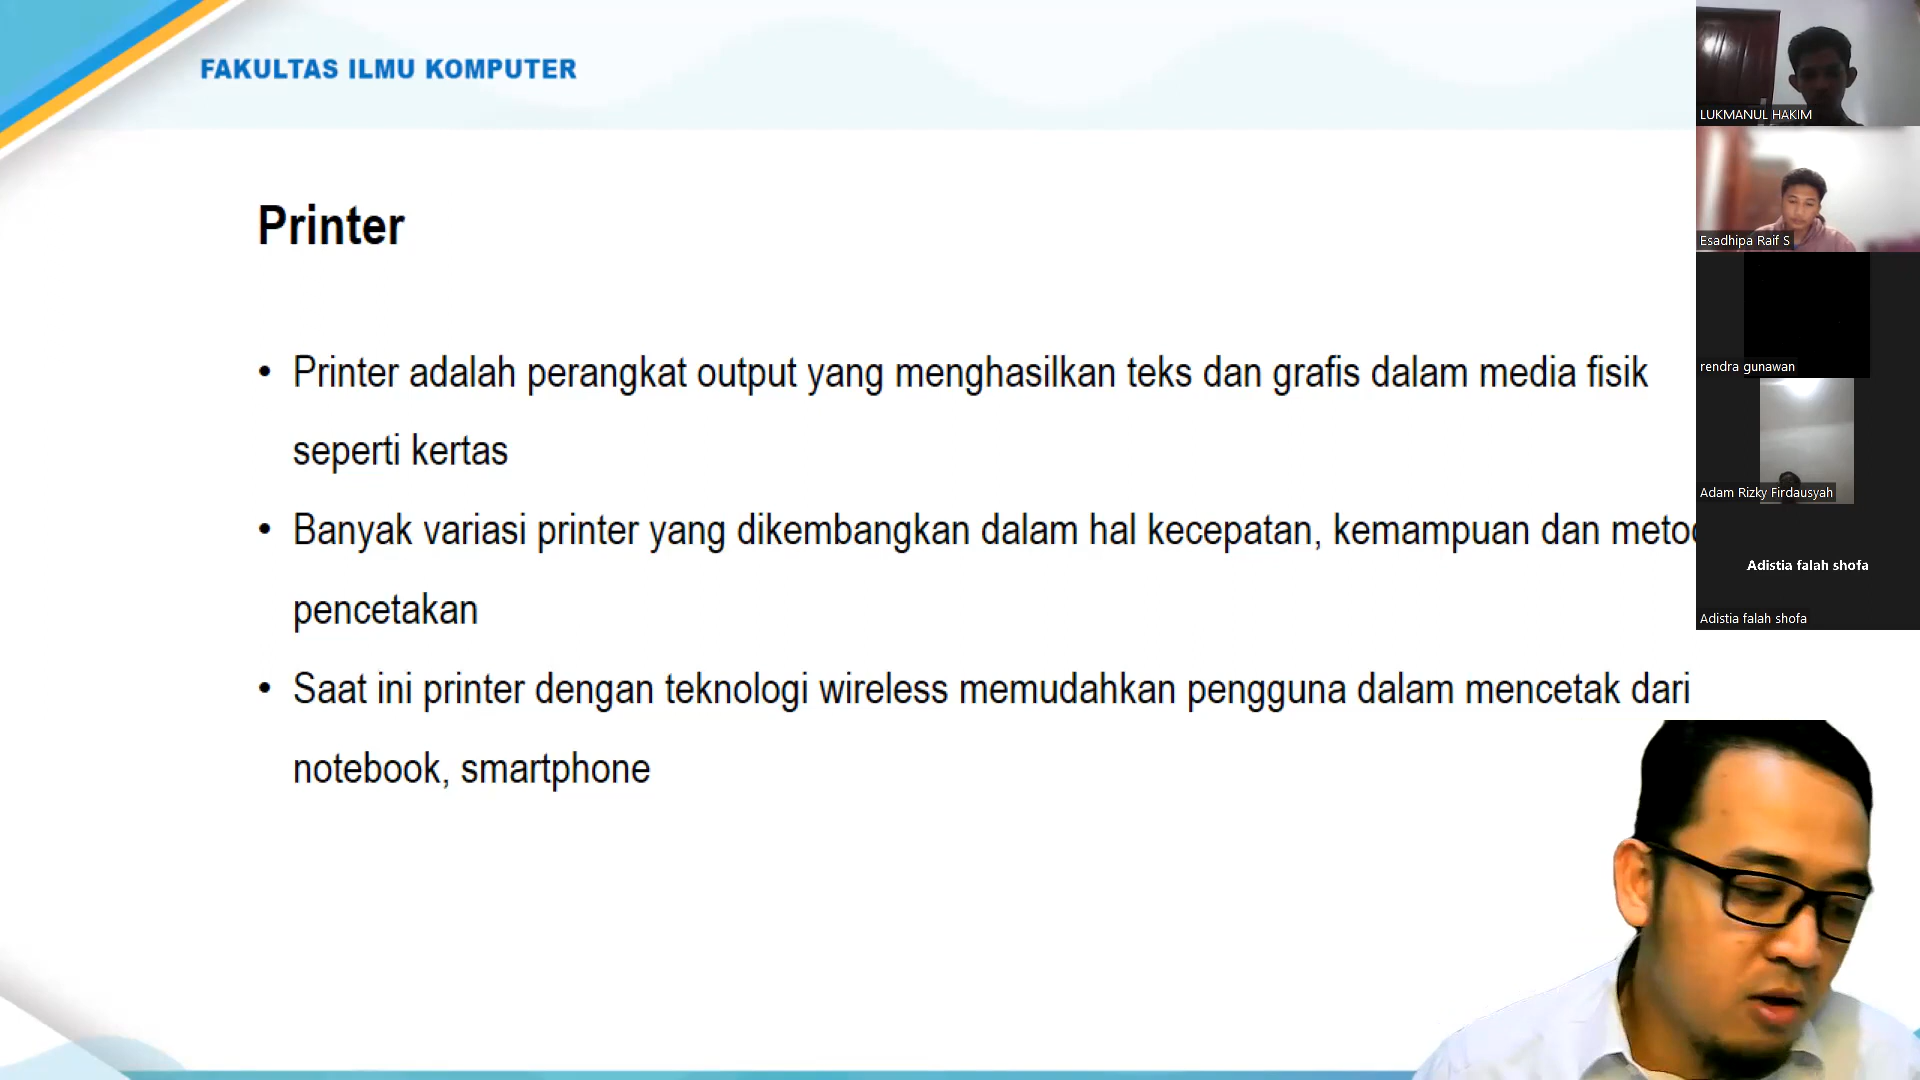 FAKULTAS ILMU KOMPUTER
Printer
• Printer adalah perangkat output yang menghasilkan teks dan grafis dalam media fisik
seperti kertas
• Banyak variasi printer yang dikembangkan dalam hal kecepatan, kemampuan dan
pencetakan
• Saat ini printer dengan teknologi wireless memudahkan pengguna dalam mencetak dari
notebook, smartphone
LUKMANUL HAKIM
Esadhipa Raif S
rendra gunawan
Adam Rizky Firdausyah
Adistia falah shofa
Adistia falah shofa